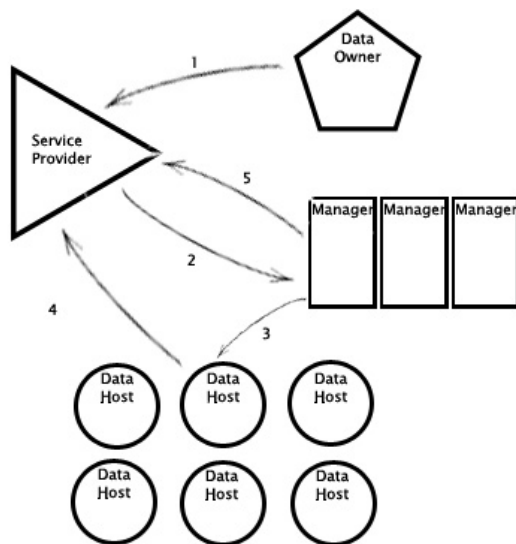 Data
Owner
1
Service
Provider
5
Manager Manager Manager
2
3
4
Data
Host
Data
Host
Data
Host
Data
Host
Data
Host
Data
Host